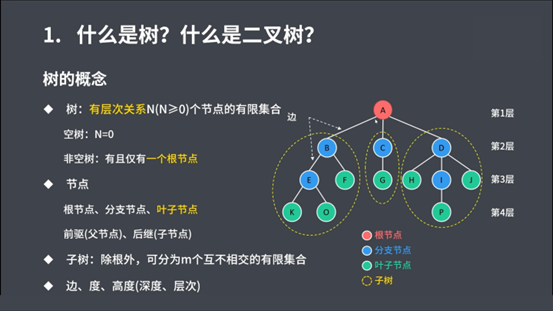 1. 什么是树？什么是二叉树？
树的概念
◆ 树：有层次关系N(N≥0)个节点的有限集合
空树：N=0
非空树：有且仅有一个根节点
◆ 节点
根节点、分支节点、叶子节点
前驱(父节点)、后继(子节点)
◆ 子树：除根外，可分为m个互不相交的有限集合
◆ 边、度、高度(深度、层次)
边
A
第1层
B C D
第2层
E F G H I J
第3层
K O P
第4层
根节点
分支节点
叶子节点
子树